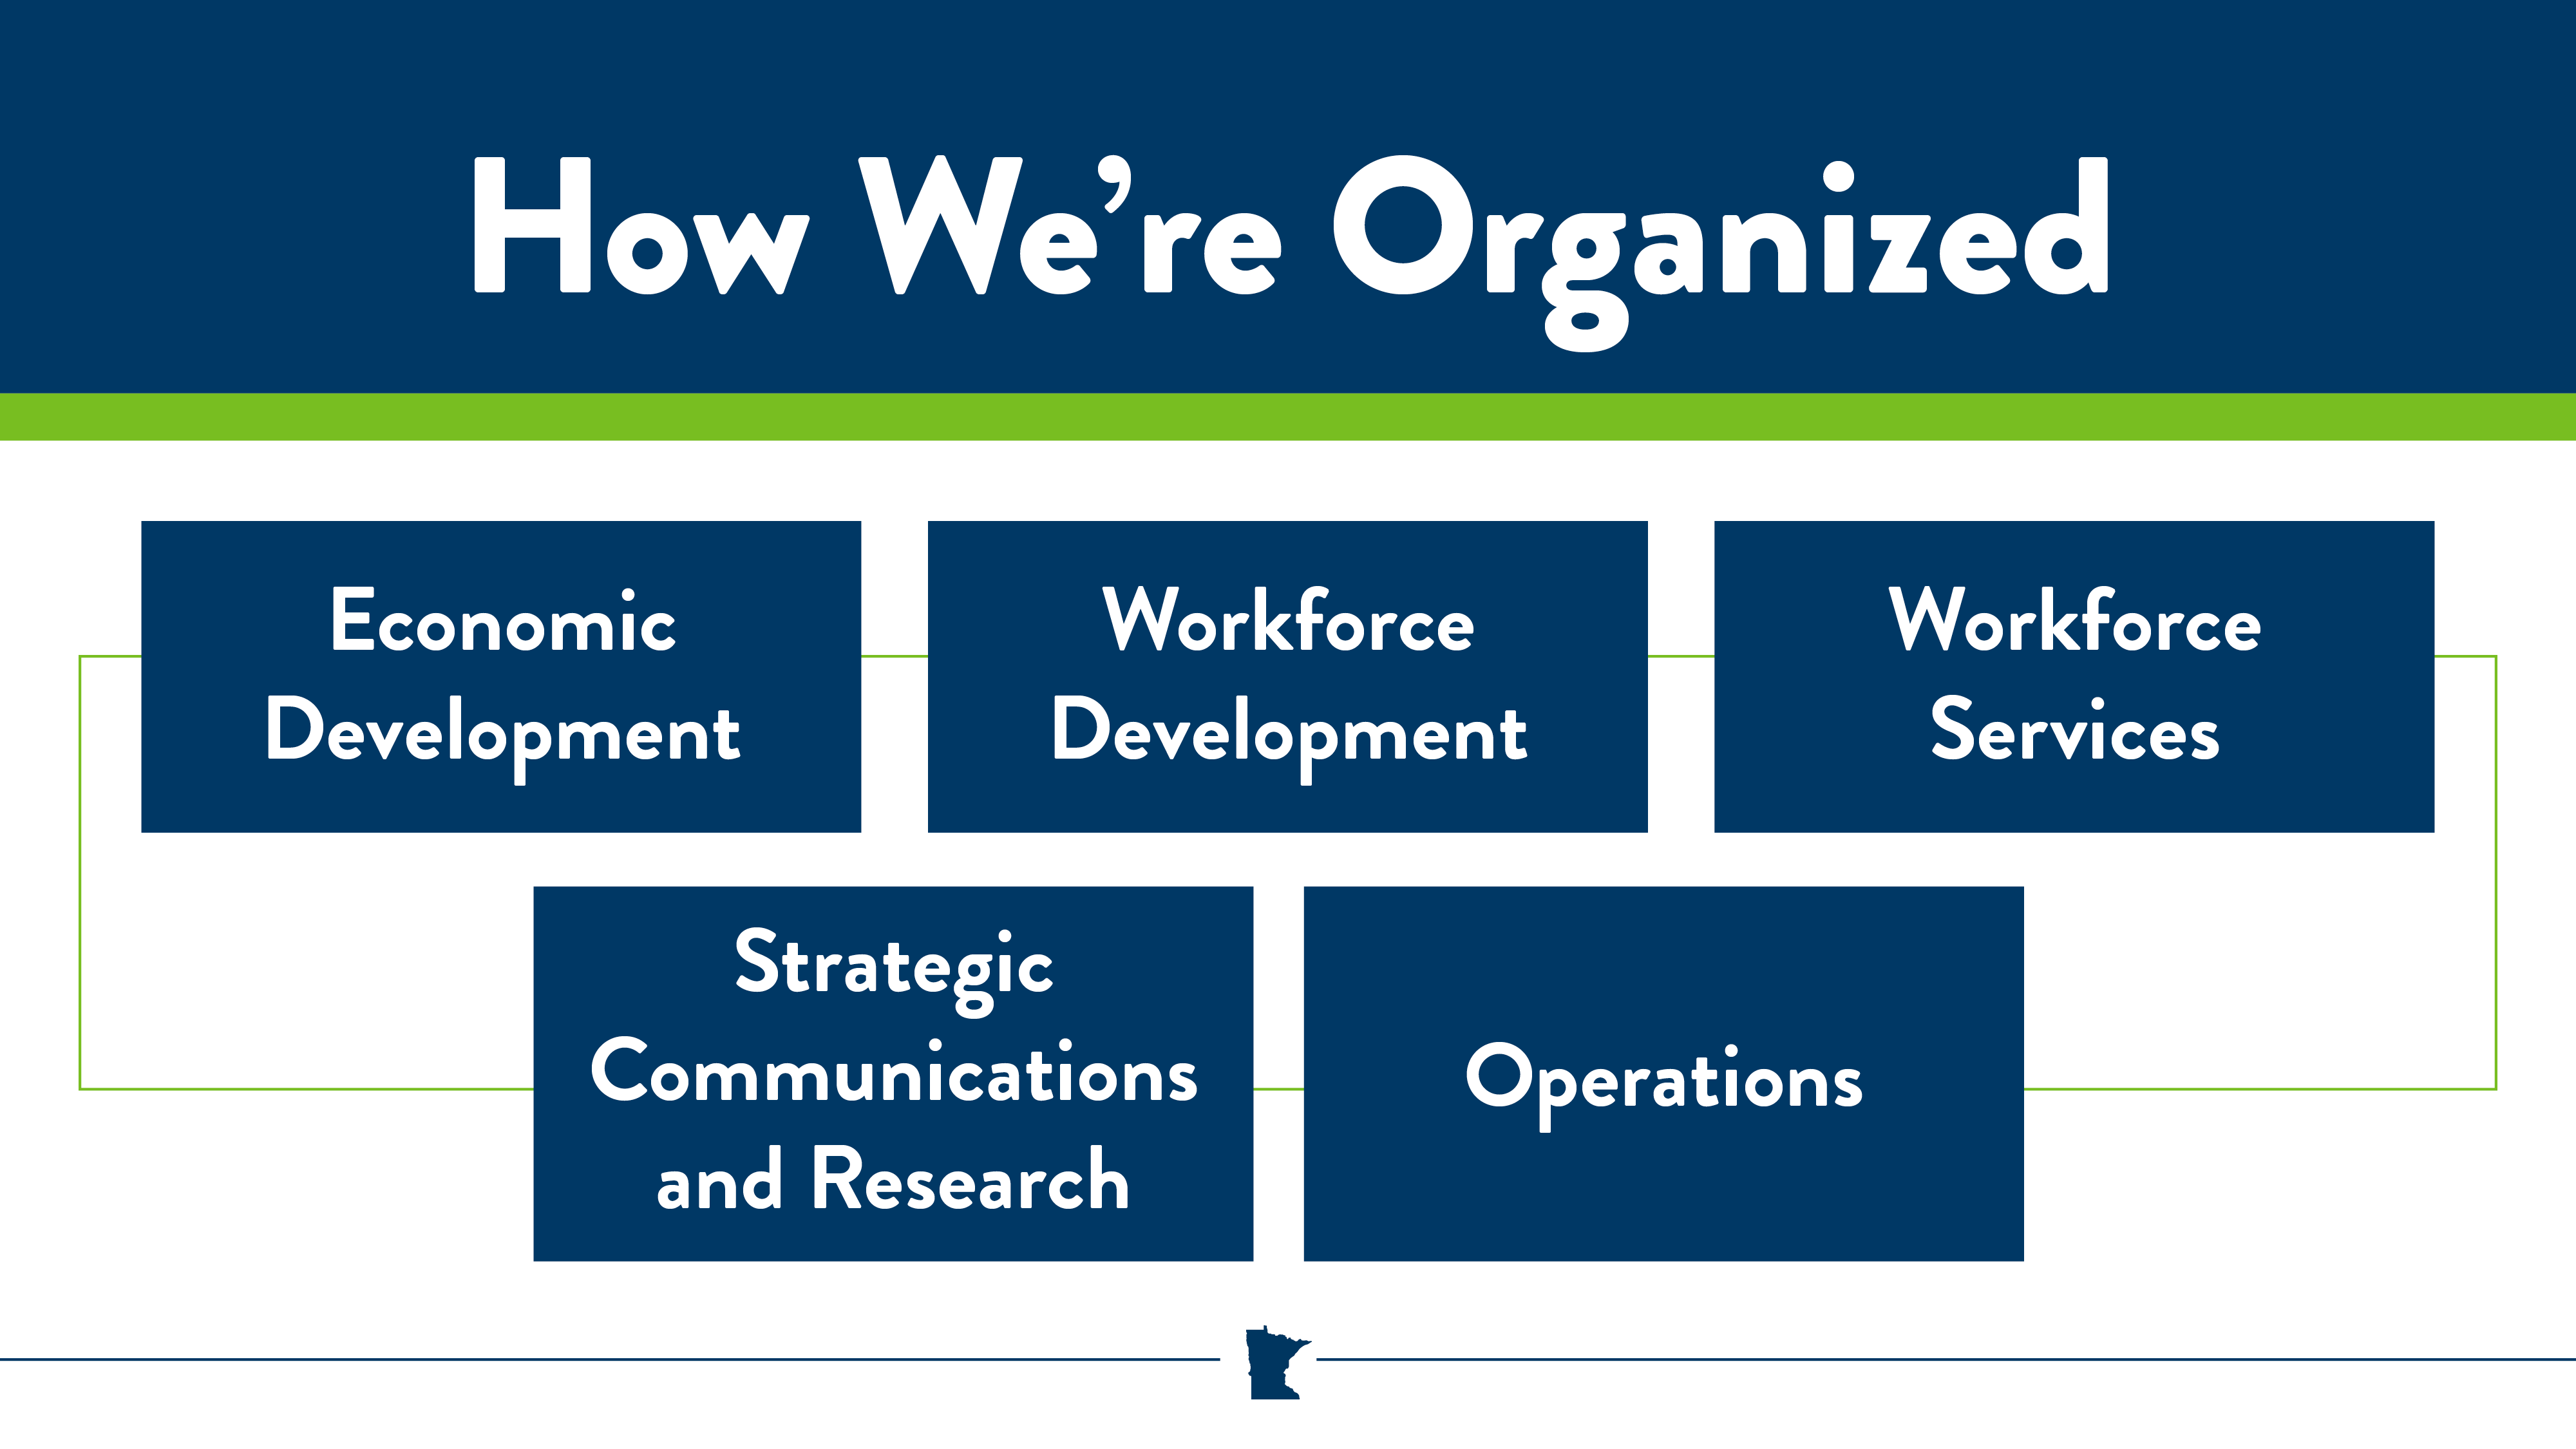 How We’re Organized
Economic
Development
Workforce
Development
Workforce
Services
Strategic
Communications
and Research
Operations